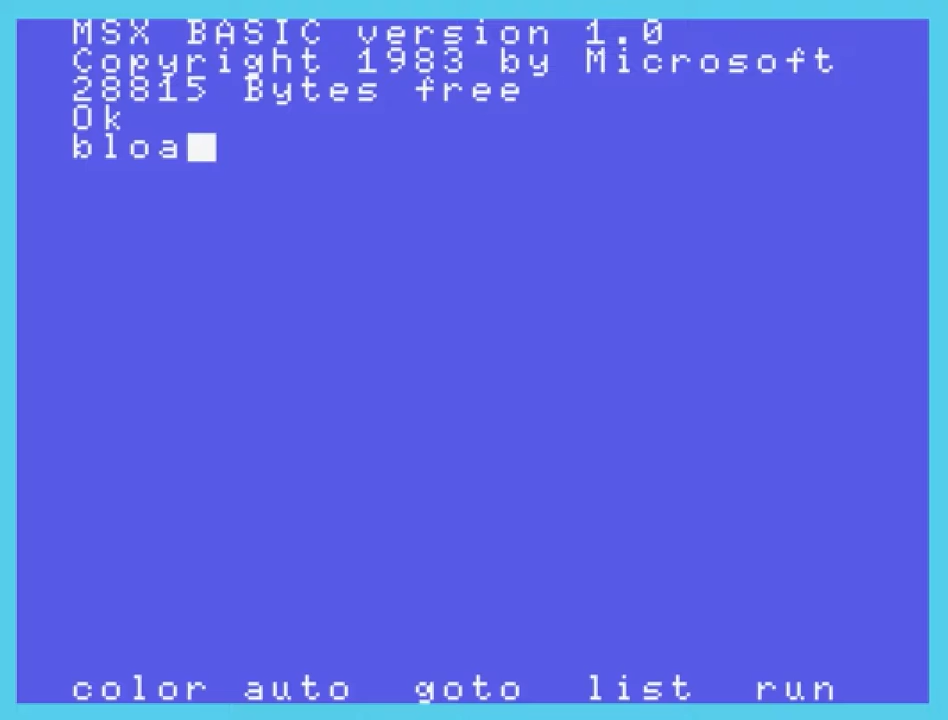 MSX BASIC version 1.0
Copyright 1983 by Microsoft
28815 Bytes free
Ok
bloa
color auto goto list run